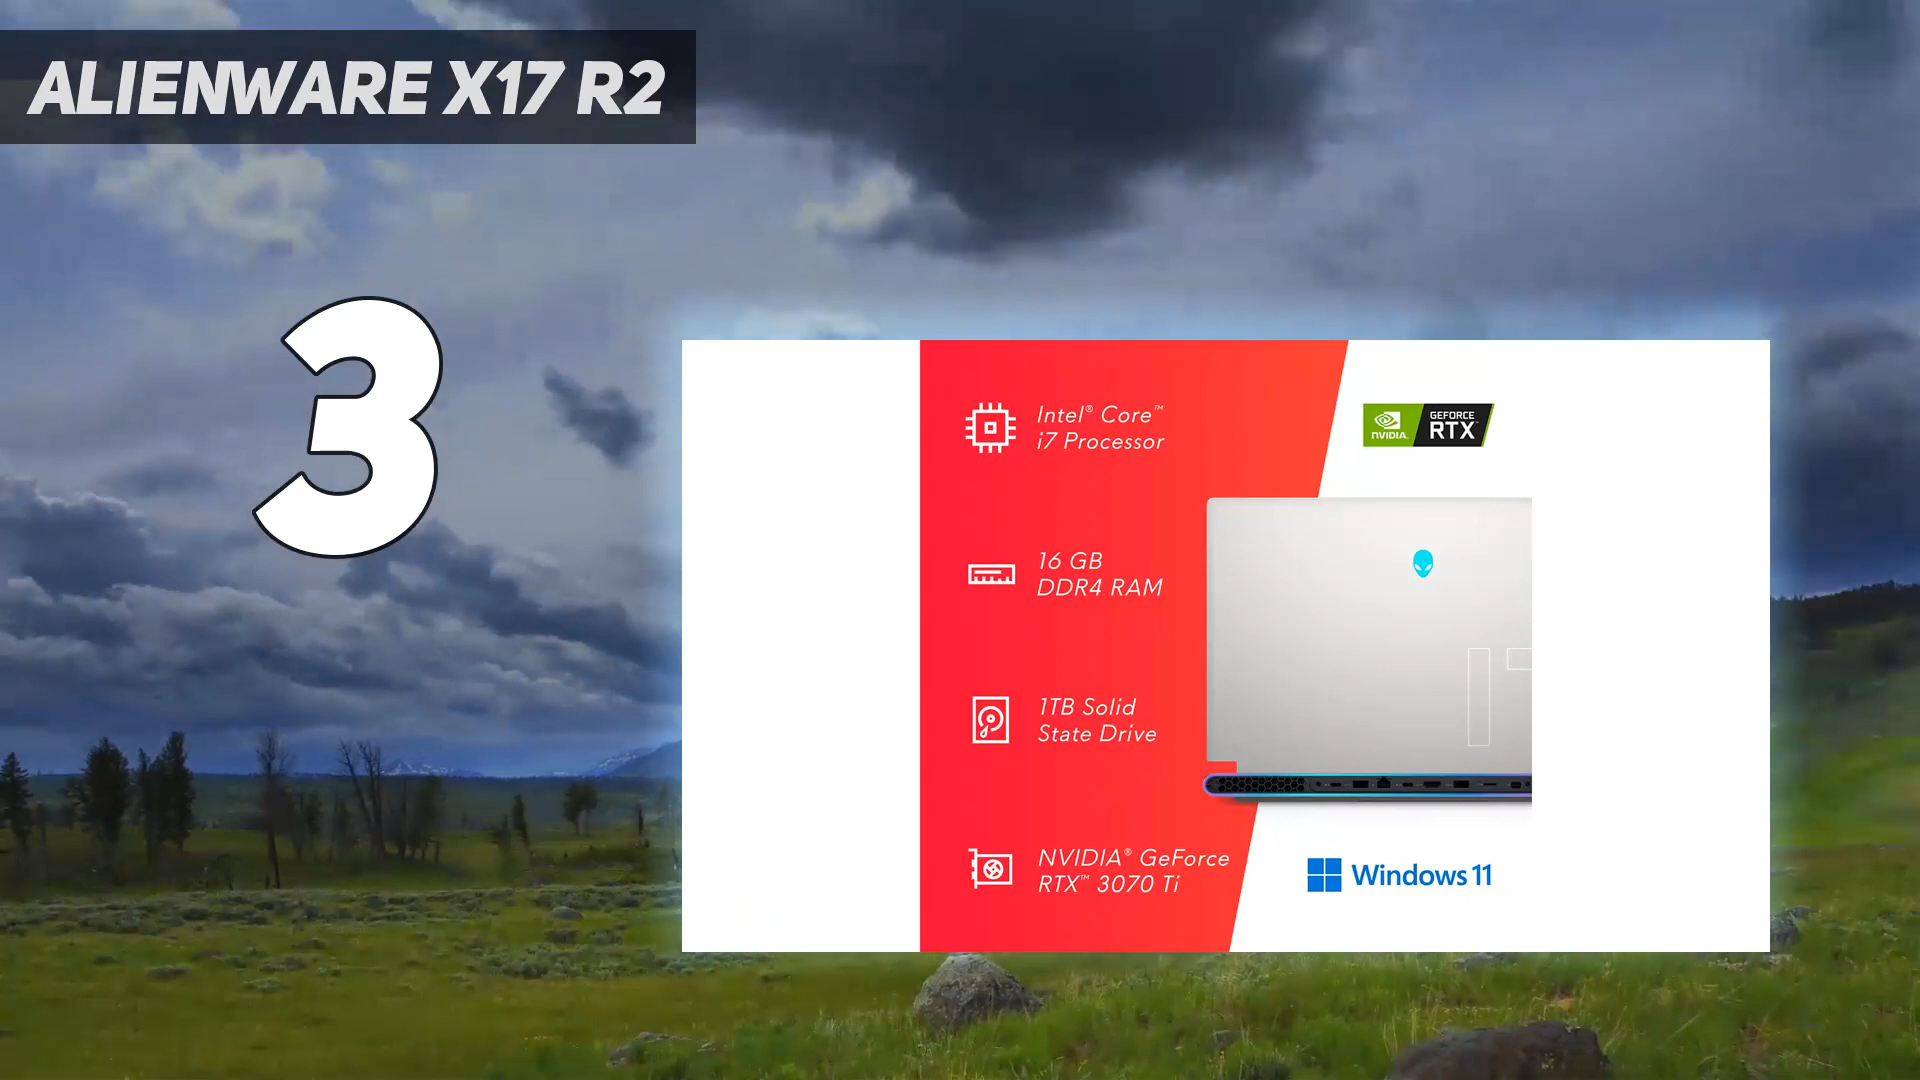 ALIENWARE X17 R2
3
Intel® Core™
i7 Processor
NVIDIA.
GEFORCE
RTX™
16 GB
DDR4 RAM
1TB Solid
State Drive
NVIDIA® GeForce
RTX™ 3070 Ti
Windows 11